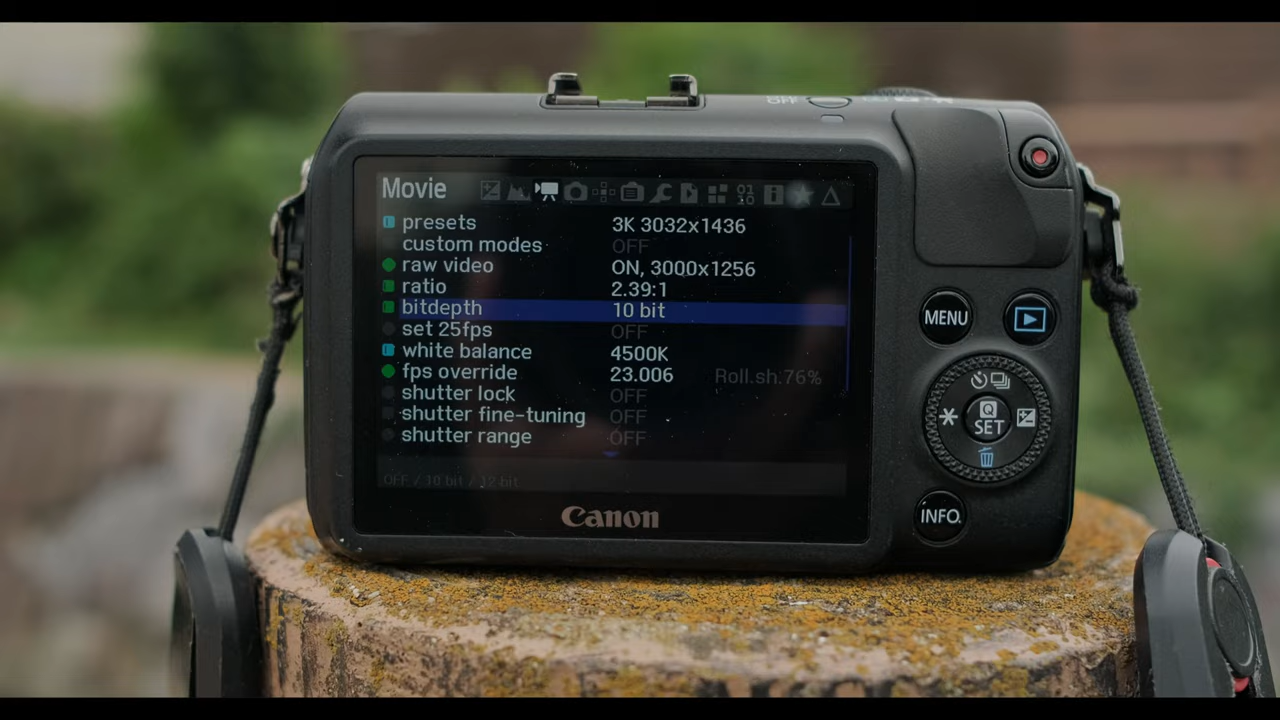 OFF
Movie
presets 3K 3032x1436
custom modes OFF
raw video ON, 3000x1256
ratio 2.39:1
bitdepth 10 bit
set 25fps OFF
white balance 4500K
fps override 23.006 Roll.sh:76%
shutter lock OFF
shutter fine-tuning OFF
shutter range OFF
OFF / 10 bit / 12 bit
Canon
MENU
Q
SET
INFO.